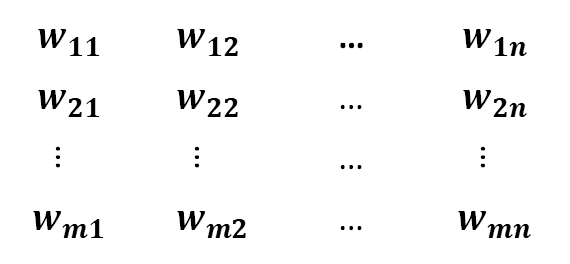 w₁₁ w₁₂ ... w₁ₙ
w₂₁ w₂₂ ... w₂ₙ
⋮ ⋮ ... ⋮
wₘ₁ wₘ₂ ... wₘₙ